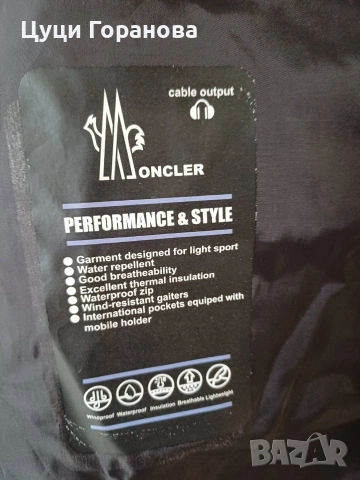 Цуци Горанова
cable output
MONCLER
PERFORMANCE & STYLE
Garment designed for light sport
Water repellent
Good breatheability
Excellent thermal insulation
Waterproof zip
Wind-resistant gaiters
International pockets equiped with
mobile holder
Windproof Waterproof Insulation Breathable Lightweight
BAZAR